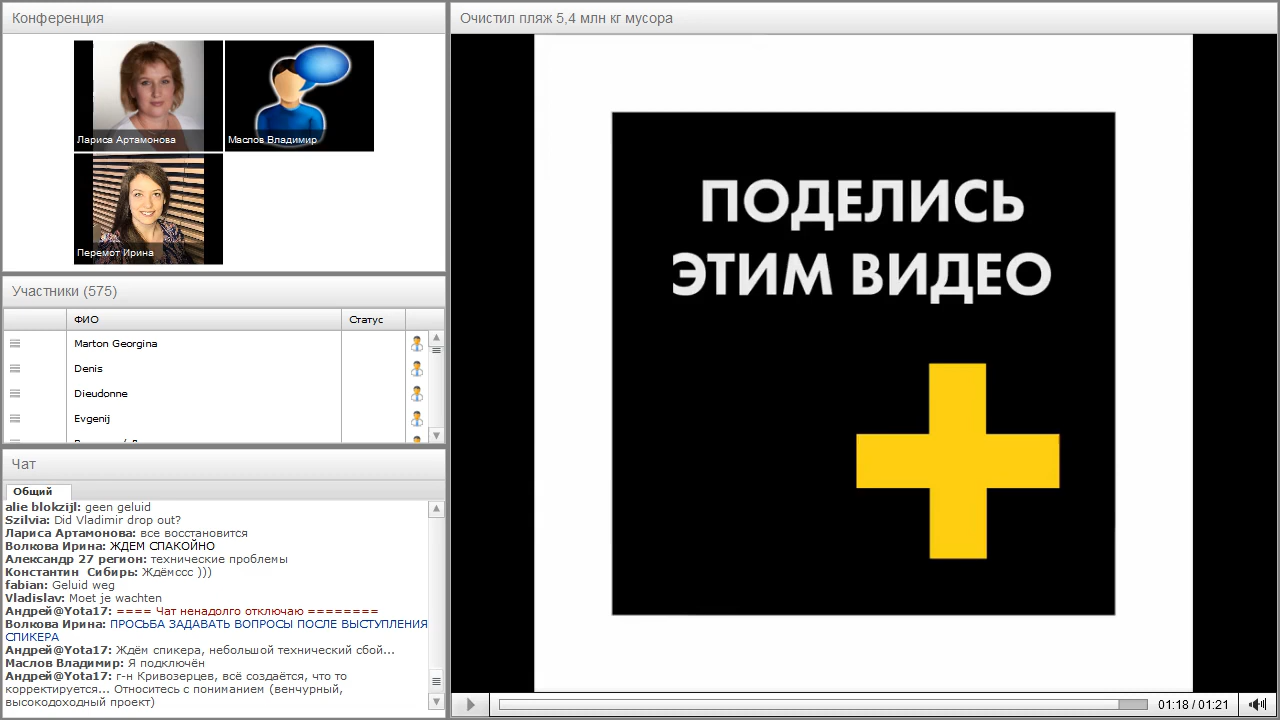 Конференция
Лариса Артамонова
Маслов Владимир
Перемот Ирина
Участники (575)
ФИО
Статус
Marton Georgina
Denis
Dieudonne
Evgenij
Чат
Общий
alie blokzijl: geen geluid
Szilvia: Did Vladimir drop out?
Лариса Артамонова: все восстановится
Волкова Ирина: ЖДЕМ СПАКОЙНО
Александр 27 регион: технические проблемы
Константин Сибирь: Ждёмссс )))
fabian: Geluid weg
Vladislav: Moet je wachten
Андрей@Yota17: ==== Чат ненадолго отключаю ========
Волкова Ирина: ПРОСЬБА ЗАДАВАТЬ ВОПРОСЫ ПОСЛЕ ВЫСТУПЛЕНИЯ
СПИКЕРА
Андрей@Yota17: Ждём спикера, небольшой технический сбой...
Маслов Владимир: Я подключён
Андрей@Yota17: г-н Кривозерцев, всё создаётся, что то
корректируется... Относитесь с пониманием (венчурный,
высокодоходный проект)
Очистил пляж 5,4 млн кг мусора
ПОДЕЛИСЬ
ЭТИМ ВИДЕО
01:18 / 01:21